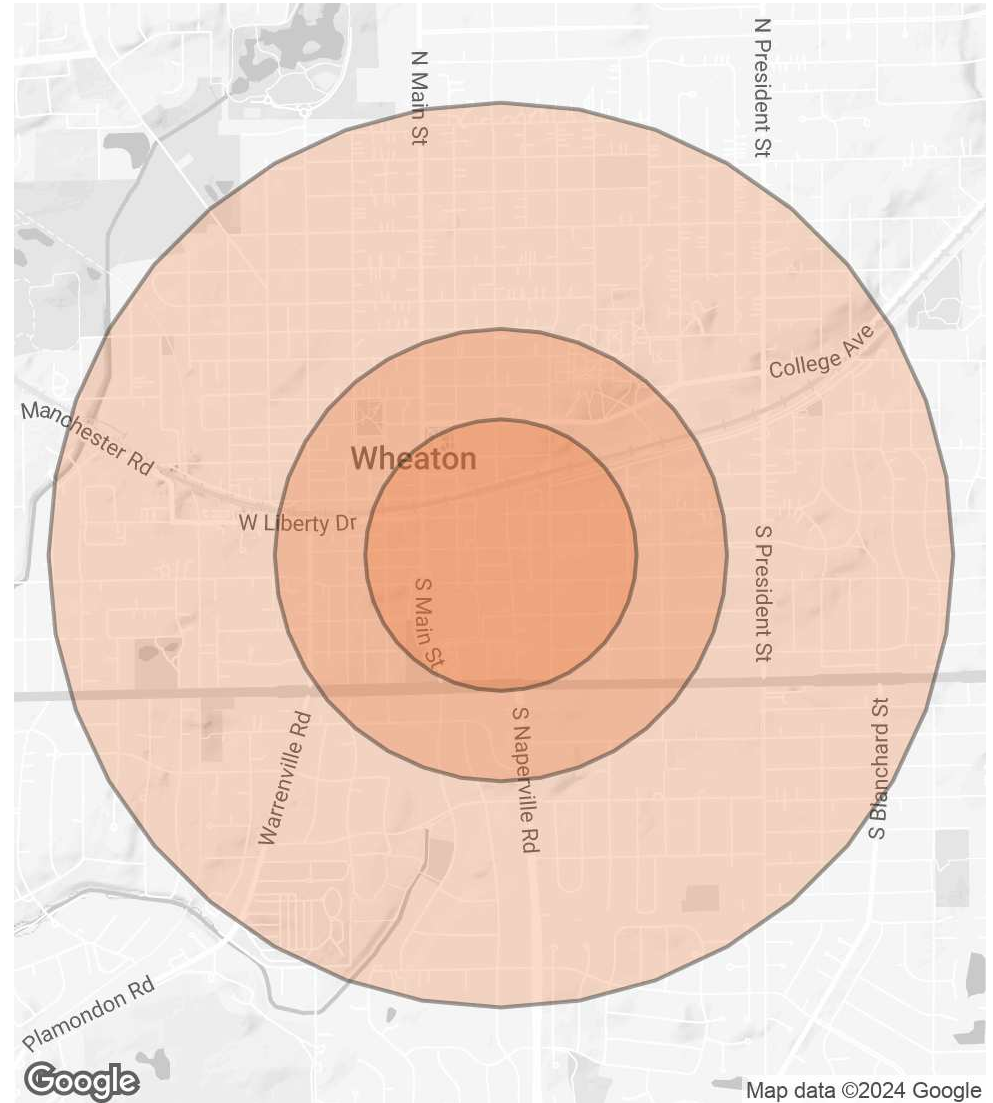 N Main St
N President St
College Ave
Manchester Rd
Wheaton
W Liberty Dr
S Main St
S President St
Warrenville Rd
S Naperville Rd
S Blanchard St
Plamondon Rd
Google
Map data ©2024 Google